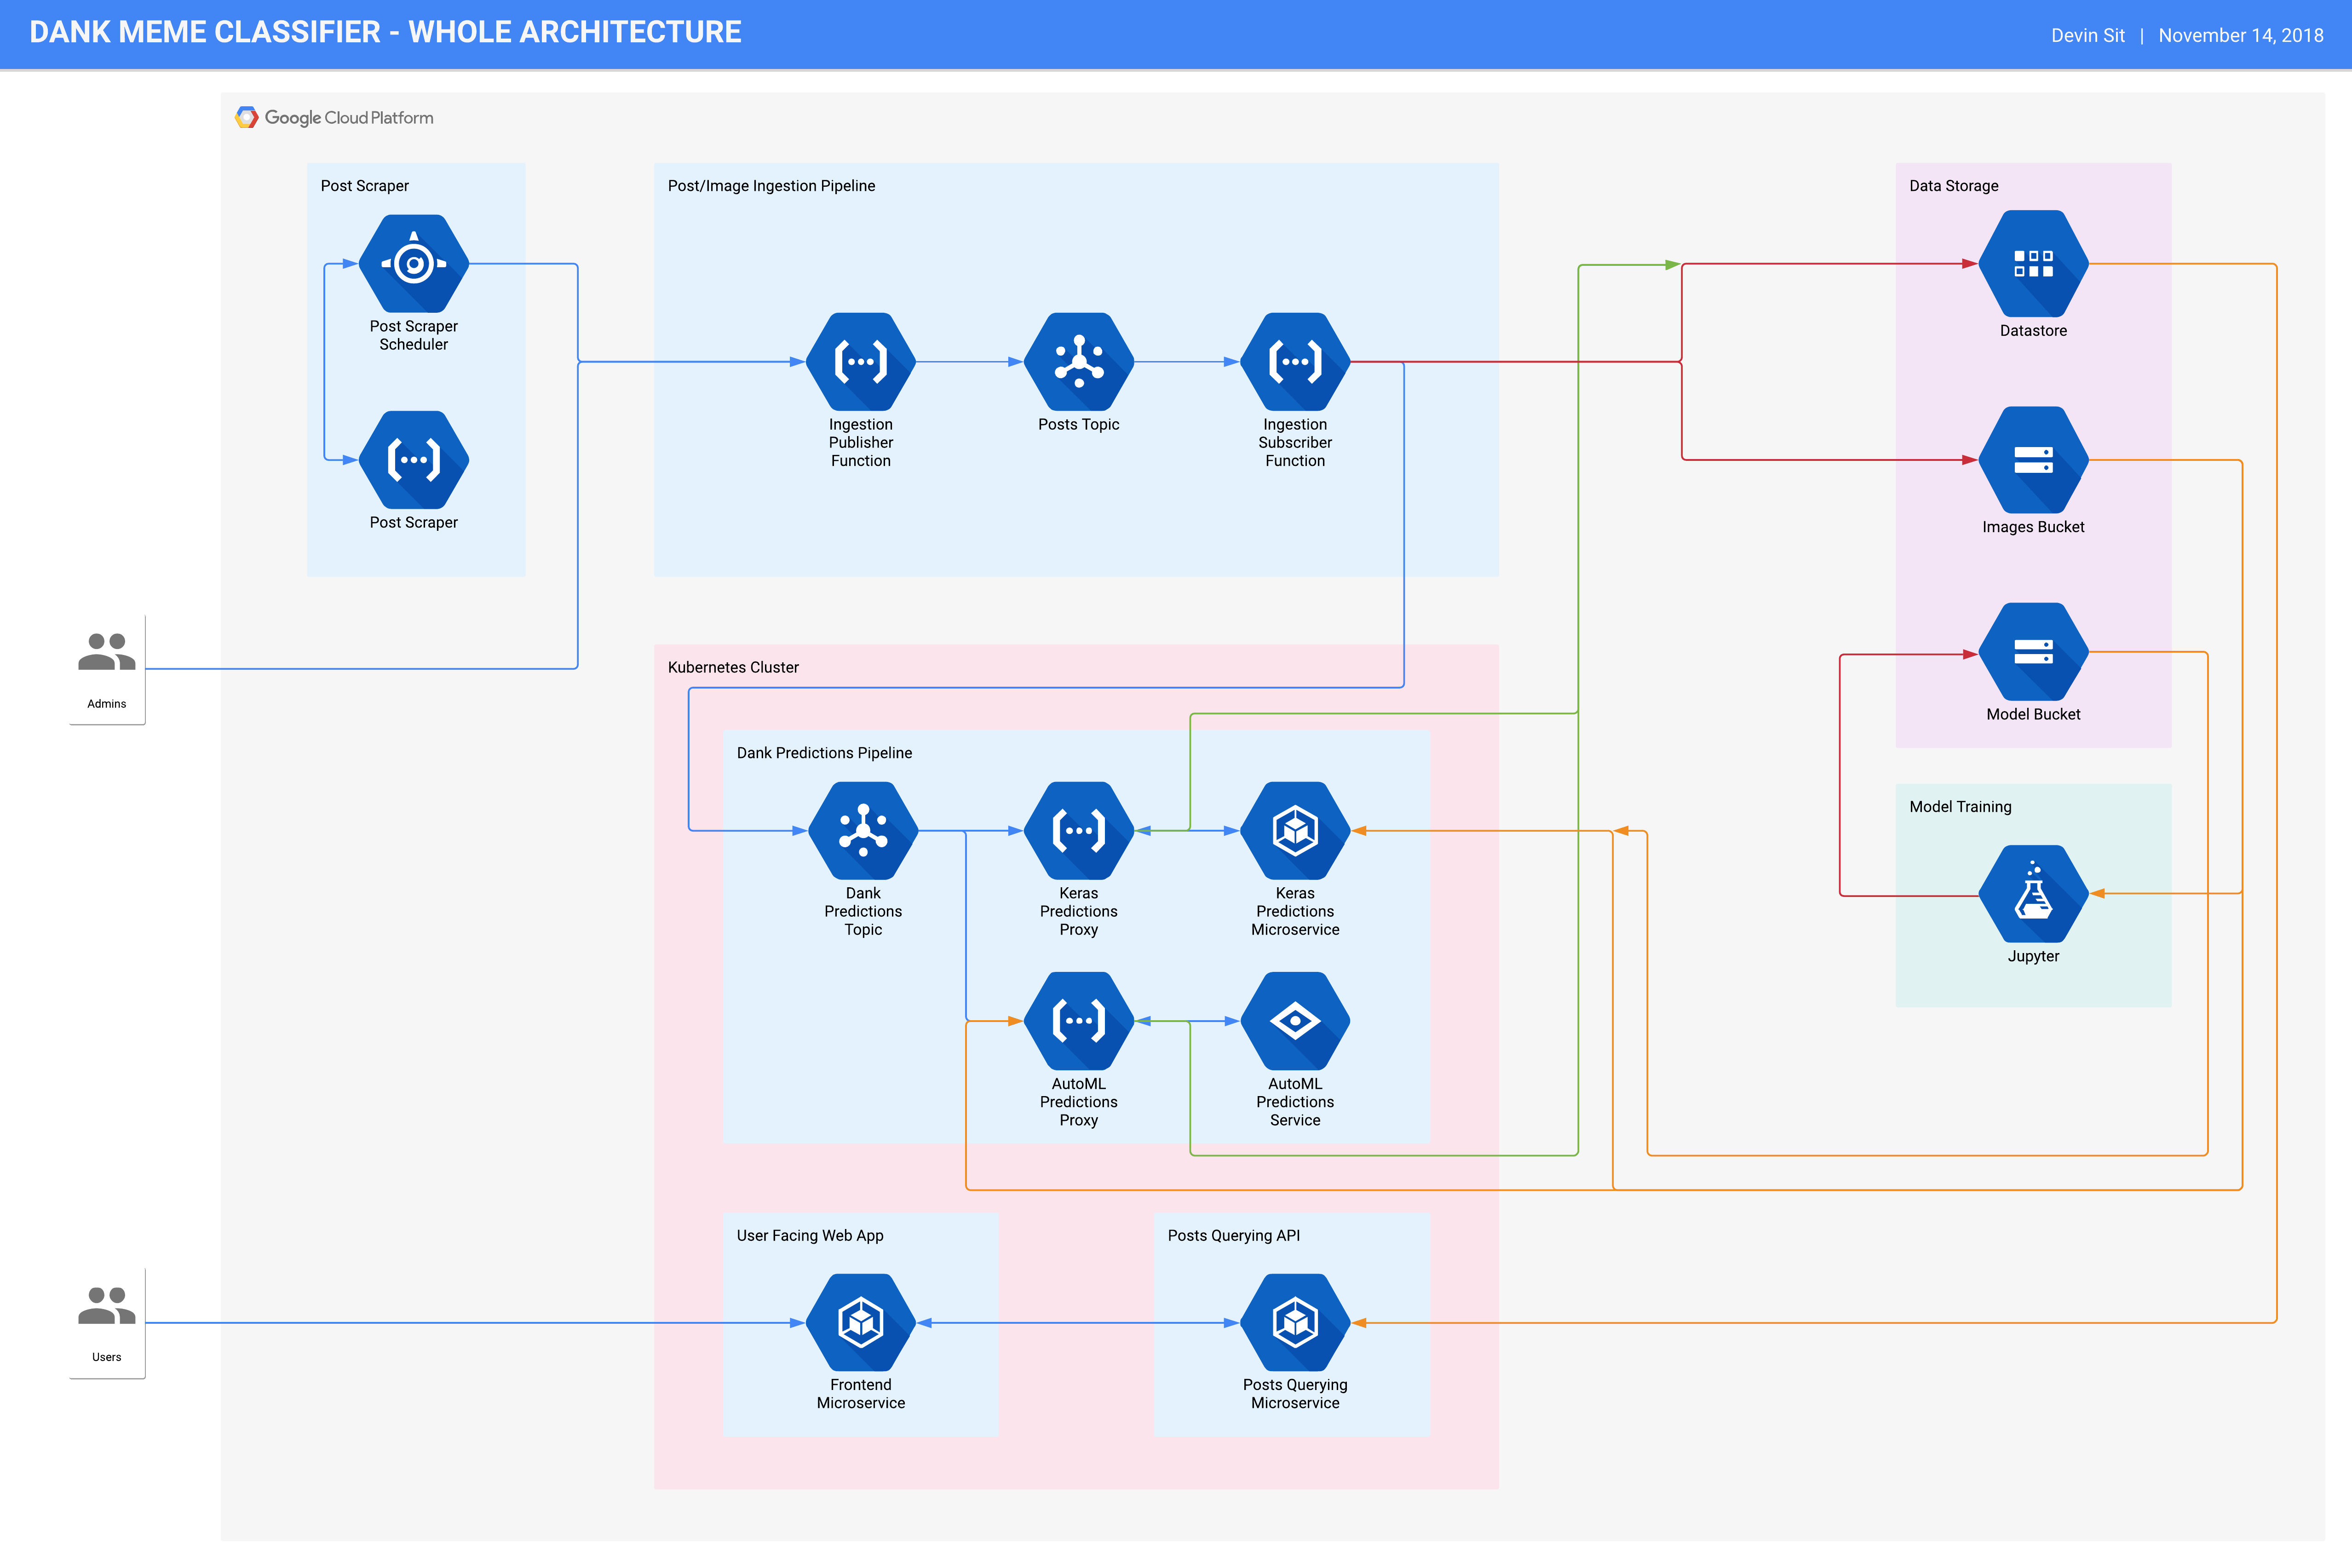 DANK MEME CLASSIFIER - WHOLE ARCHITECTURE
Devin Sit | November 14, 2018
Google Cloud Platform
Post Scraper
Post Scraper
Scheduler
Post Scraper
Post/Image Ingestion Pipeline
Ingestion
Publisher
Function
Posts Topic
Ingestion
Subscriber
Function
Data Storage
Datastore
Images Bucket
Model Bucket
Admins
Kubernetes Cluster
Dank Predictions Pipeline
Dank
Predictions
Topic
Keras
Predictions
Proxy
Keras
Predictions
Microservice
AutoML
Predictions
Proxy
AutoML
Predictions
Service
Model Training
Jupyter
Users
User Facing Web App
Frontend
Microservice
Posts Querying API
Posts Querying
Microservice